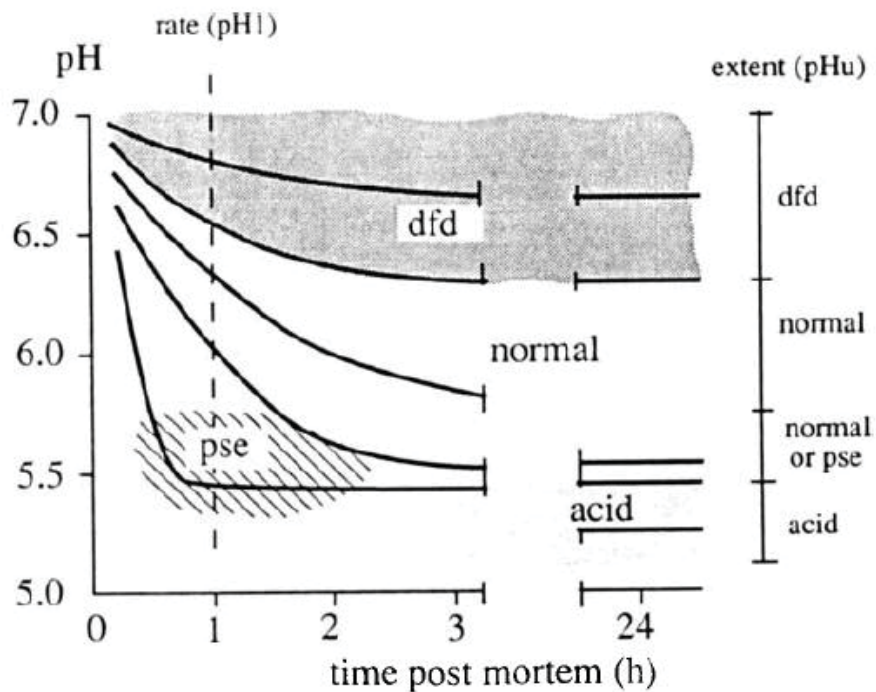 rate (pH1)
pH
extent (pHu)
7.0
6.5
6.0
5.5
5.0
dfd
normal
pse
acid
dfd
normal
normal
or pse
acid
0
1
2
3
24
time post mortem (h)